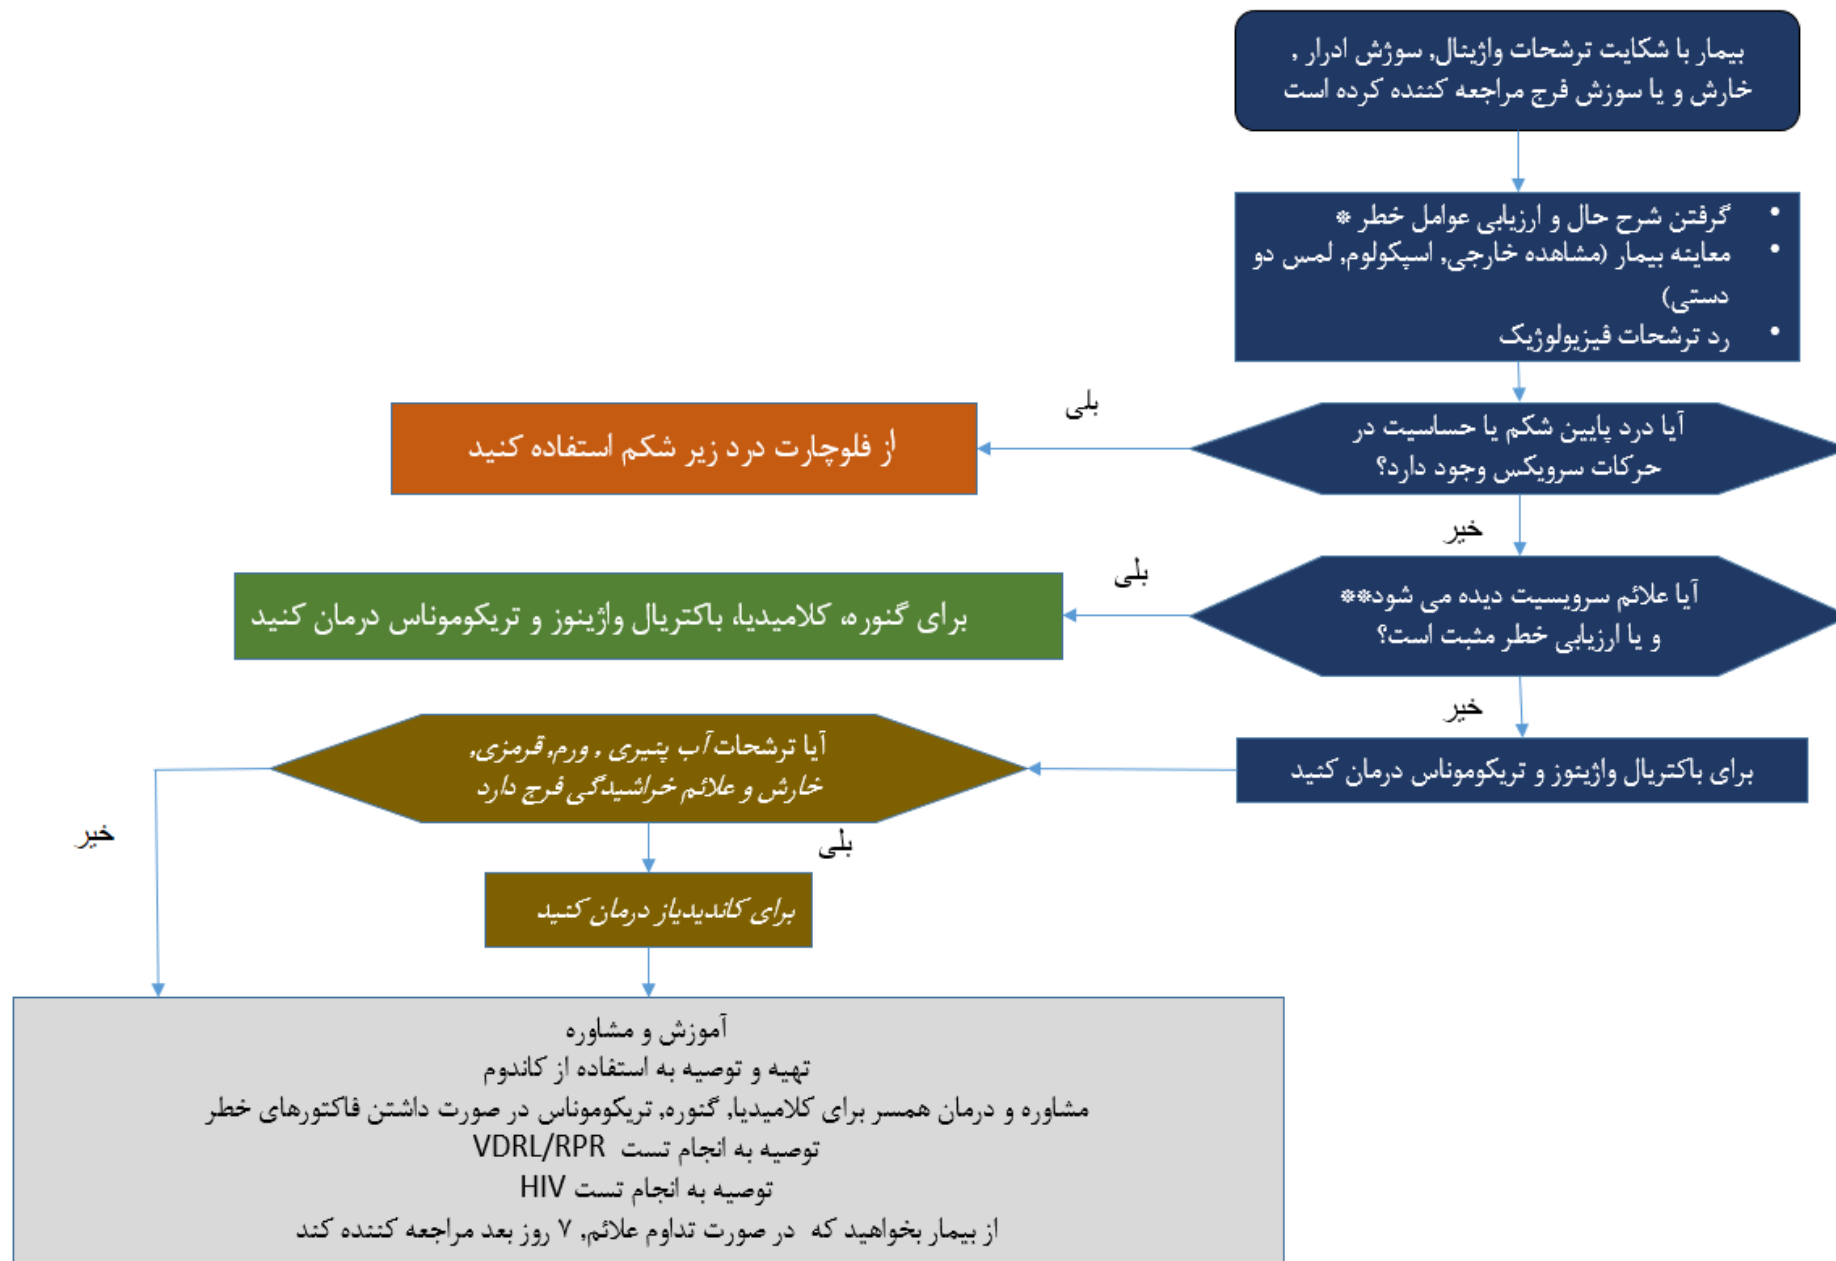 بیمار با شکایت ترشحات واژینال, سوژش ادرار ,
خارش و یا سوزش فرج مراجعه کننده کرده است
• گرفتن شرح حال و ارزیابی عوامل خطر *
• معاینه بیمار (مشاهده خارجی, اسپکولوم, لمس دو
دستی)
• رد ترشحات فیزیولوژیک
آیا درد پایین شکم یا حساسیت در
حرکات سرویکس وجود دارد؟
بلی
از فلوچارت درد زیر شکم استفاده کنید
خیر
آیا علائم سرویسیت دیده می شود**
و یا ارزیابی خطر مثبت است؟
بلی
برای گنوره، کلامیدیا، باکتریال واژینوز و تریکوموناس درمان کنید
خیر
برای باکتریال واژینوز و تریکوموناس درمان کنید
آیا ترشحات آب پنیری , ورم, قرمزی,
خارش و علائم خراشیدگی فرج دارد
خیر
بلی
برای کاندیدیاز درمان کنید
آموزش و مشاوره
تهیه و توصیه به استفاده از کاندوم
مشاوره و درمان همسر برای کلامیدیا, گنوره, تریکوموناس در صورت داشتن فاکتورهای خطر
توصیه به انجام تست VDRL/RPR
توصیه به انجام تست HIV
از بیمار بخواهید که در صورت تداوم علائم, ۷ روز بعد مراجعه کننده کند